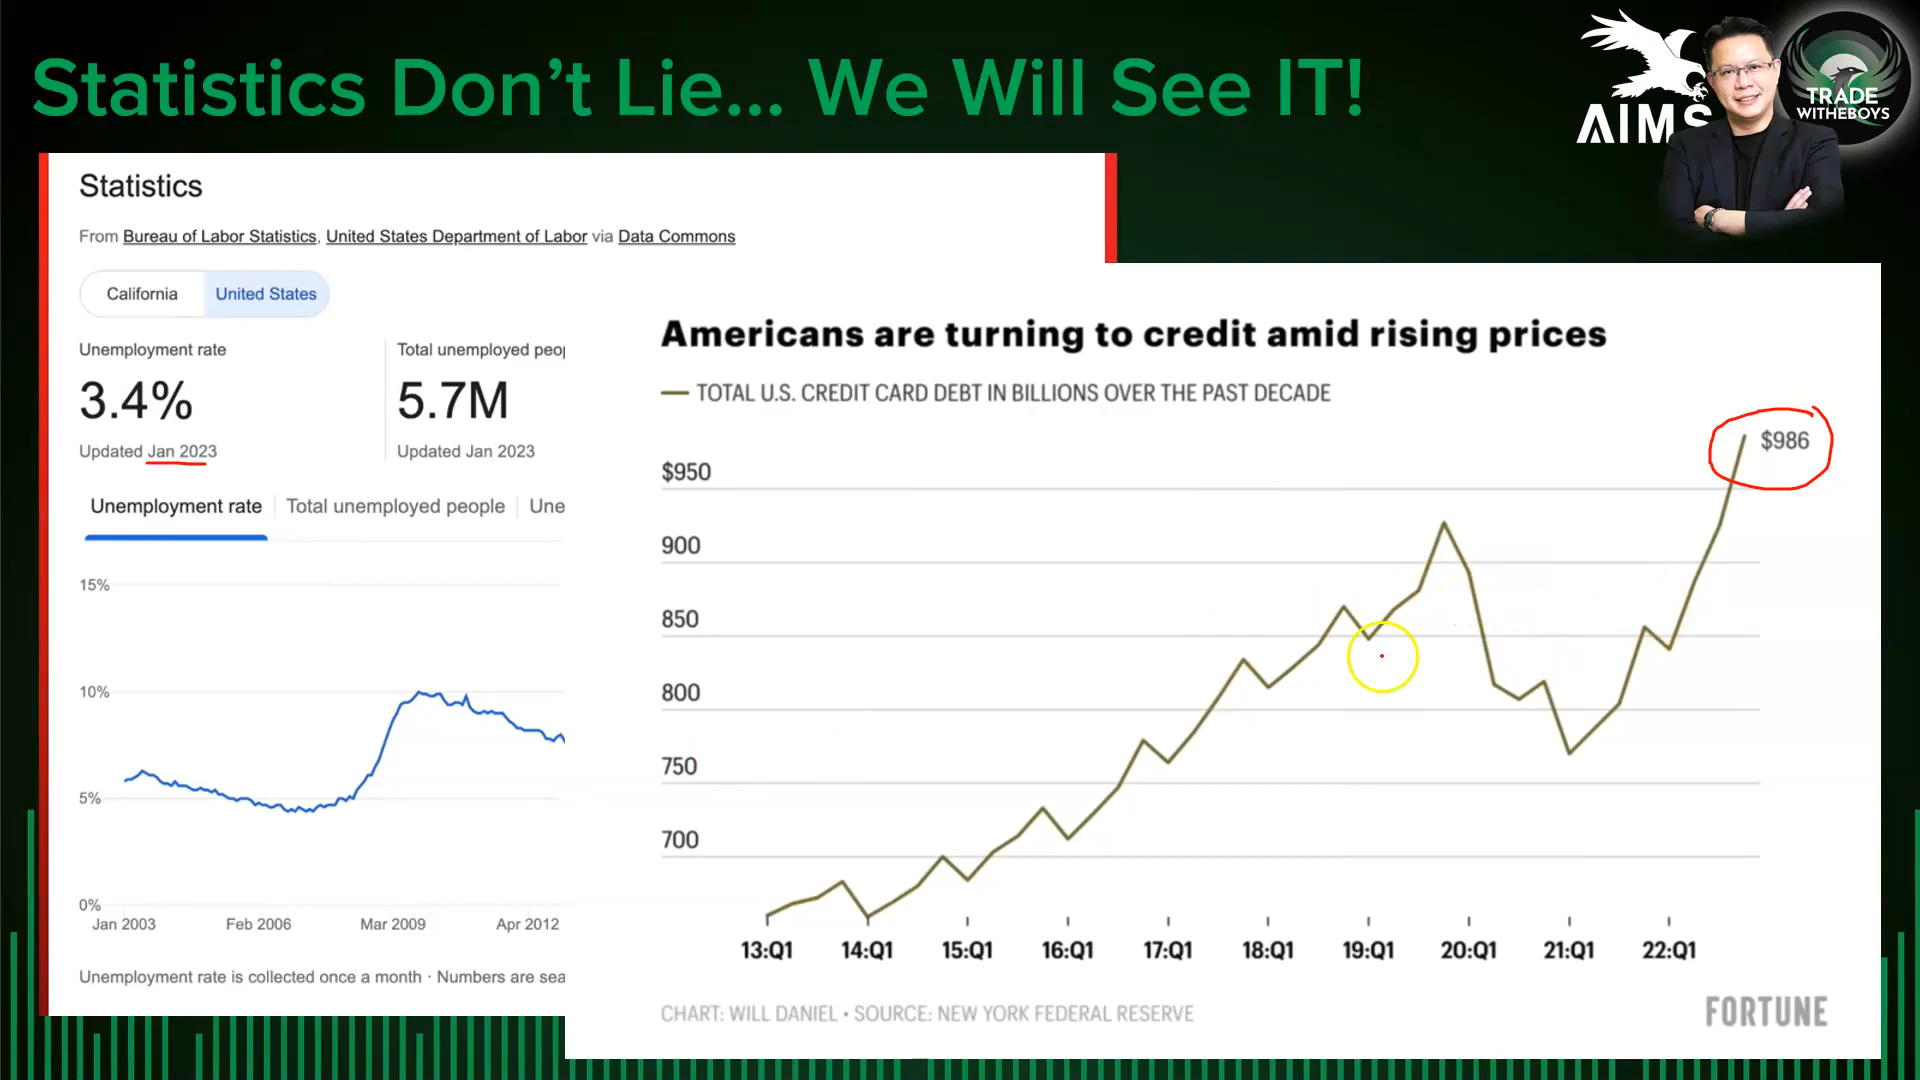 Statistics Don't Lie... We Will See IT!
AIMS
TRADE
WITHEBOYS
Statistics
From Bureau of Labor Statistics, United States Department of Labor via Data Commons
California
United States
Unemployment rate
3.4%
Updated Jan 2023
Total unemployed peop
5.7M
Updated Jan 2023
Unemployment rate
Total unemployed people
Une
15%
10%
5%
0%
Jan 2003
Feb 2006
Mar 2009
Apr 2012
Unemployment rate is collected once a month · Numbers are sea
Americans are turning to credit amid rising prices
TOTAL U.S. CREDIT CARD DEBT IN BILLIONS OVER THE PAST DECADE
$986
$950
900
850
800
750
700
13:Q1
14:Q1
15:Q1
16:Q1
17:Q1
18:Q1
19:Q1
20:Q1
21:Q1
22:Q1
CHART: WILL DANIEL • SOURCE: NEW YORK FEDERAL RESERVE
FORTUNE